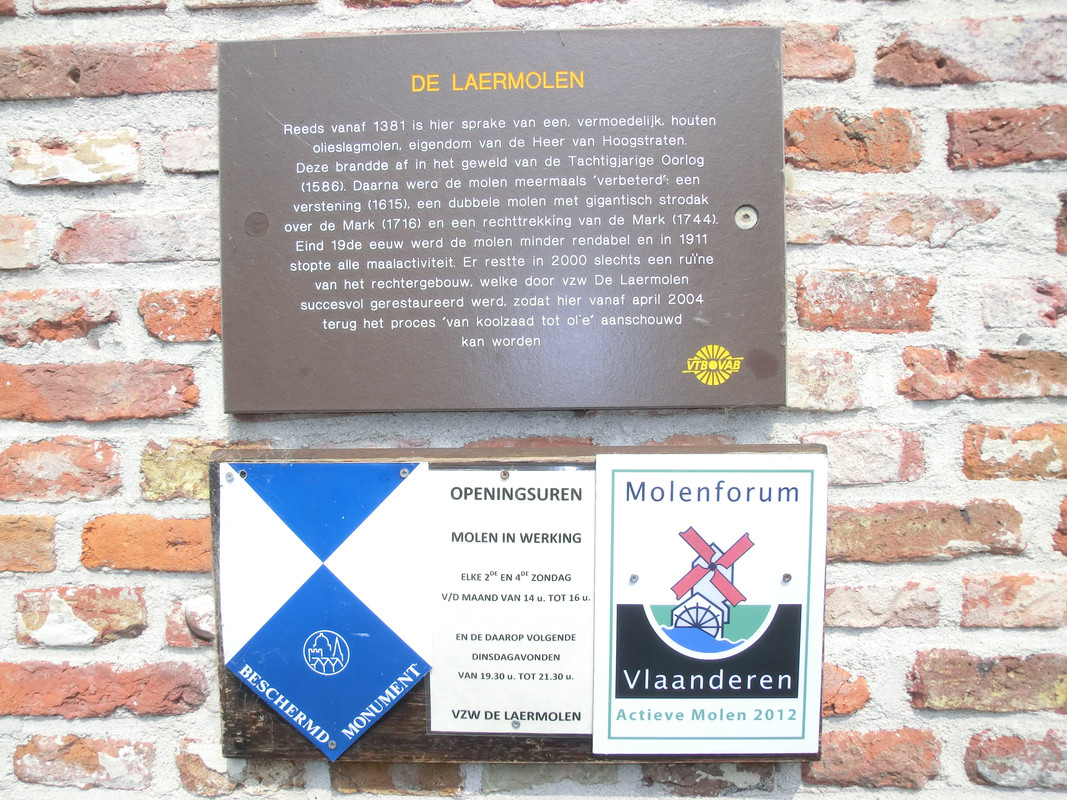 DE LAERMOLEN
Reeds vanaf 1381 is hier sprake van een, vermoedelijk, houten
olieslagmolen, eigendom van de Heer van Hoogstraten.
Deze brandde af in het geweld van de Tachtigjarige Oorlog
(1586). Daarna werd de molen meermaals "verbeterd": een
verstening (1615), een dubbele molen met gigantisch strodak
over de Mark (1716) en een rechttrekking van de Mark (1744).
Eind 19de eeuw werd de molen minder rendabel en in 1911
stopte alle maalactiviteit. Er restte in 2000 slechts een ruïne
van het rechtergebouw, welke door vzw De Laermolen
succesvol gerestaureerd werd, zodat hier vanaf april 2004
terug het proces "van koolzaad tot olie" aanschouwd
kan worden
VTB VAB
BESCHERMD MONUMENT
OPENINGSUREN
MOLEN IN WERKING
ELKE 2DE EN 4DE ZONDAG
V/D MAAND VAN 14 u. TOT 16 u.
EN DE DAAROP VOLGENDE
DINSDAGAVONDEN
VAN 19.30 u. TOT 21.30 u.
VZW DE LAERMOLEN
Molenforum
Vlaanderen
Actieve Molen 2012